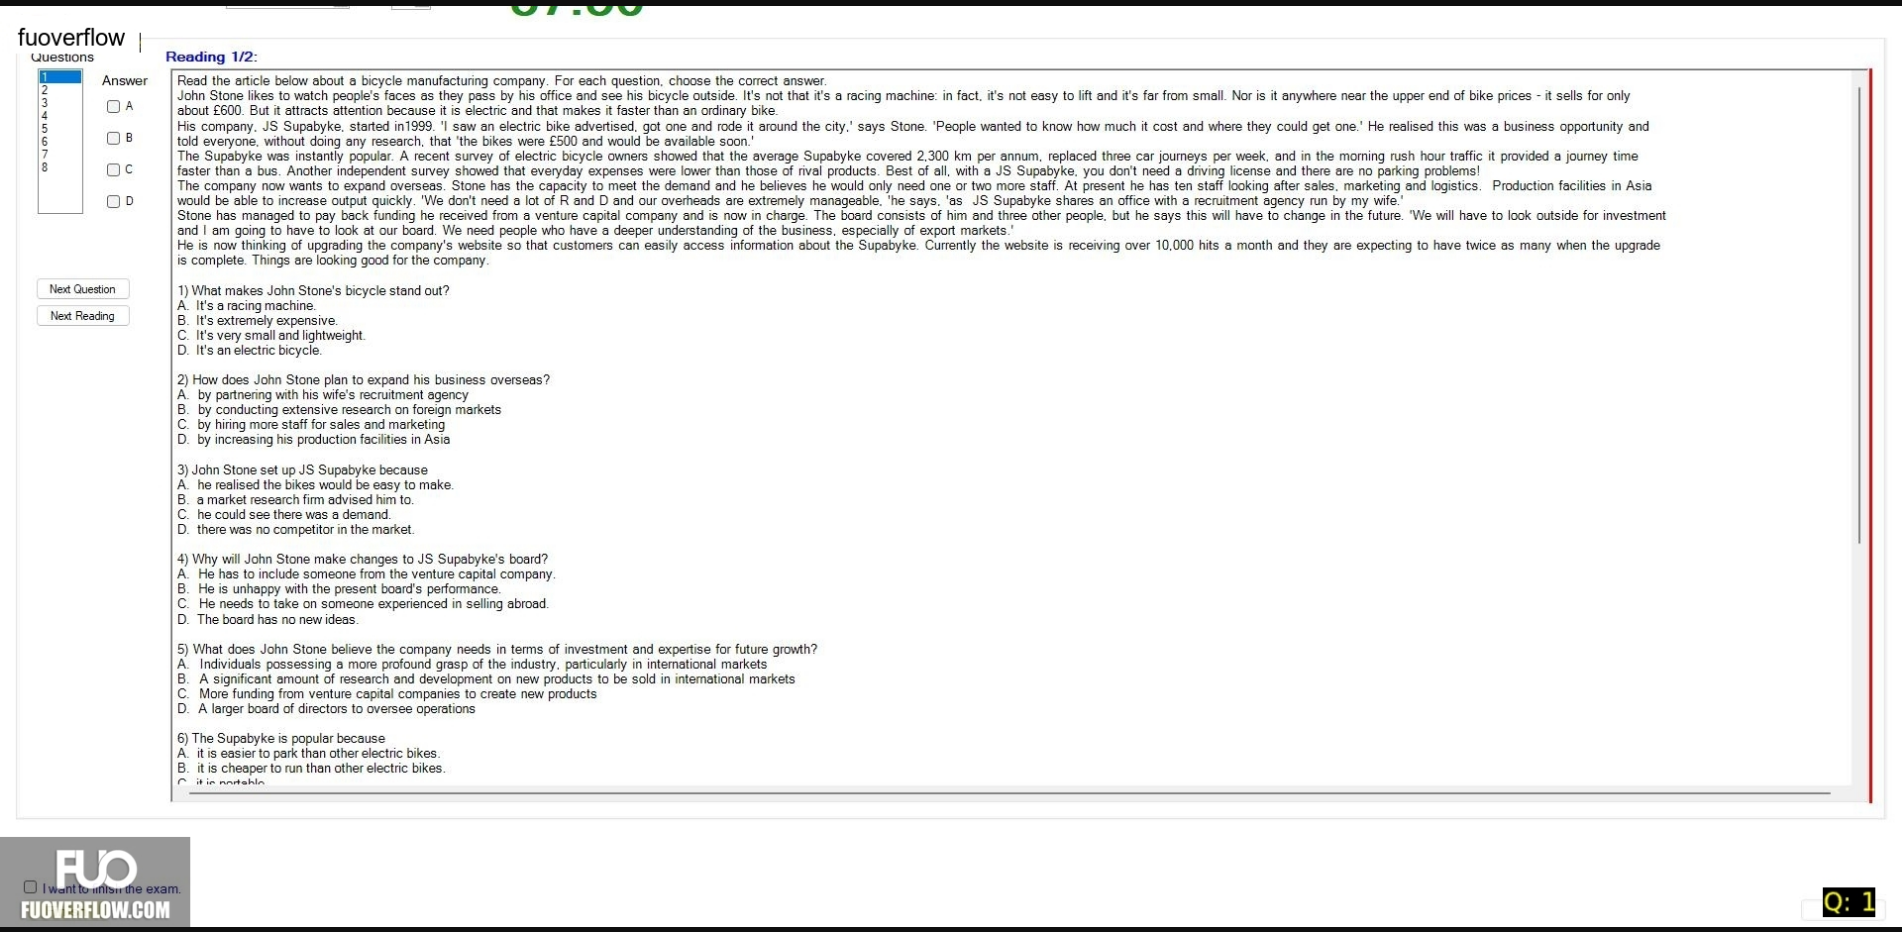 fuoverflow
Questions
Reading 1/2:
1
2
3
4
5
6
7
8
Answer
A
B
C
D
Next Question
Next Reading
Read the article below about a bicycle manufacturing company. For each question, choose the correct answer.
John Stone likes to watch people's faces as they pass by his office and see his bicycle outside. It's not that it's a racing machine: in fact, it's not easy to lift and it's far from small. Nor is it anywhere near the upper end of bike prices - it sells for only
about £600. But it attracts attention because it is electric and that makes it faster than an ordinary bike.
His company, JS Supabyke, started in1999. 'I saw an electric bike advertised, got one and rode it around the city,' says Stone. 'People wanted to know how much it cost and where they could get one.' He realised this was a business opportunity and
told everyone, without doing any research, that 'the bikes were £500 and would be available soon.'
The Supabyke was instantly popular. A recent survey of electric bicycle owners showed that the average Supabyke covered 2,300 km per annum, replaced three car journeys per week, and in the morning rush hour traffic it provided a journey time
faster than a bus. Another independent survey showed that everyday expenses were lower than those of rival products. Best of all, with a JS Supabyke, you don't need a driving license and there are no parking problems!
The company now wants to expand overseas. Stone has the capacity to meet the demand and he believes he would only need one or two more staff. At present he has ten staff looking after sales, marketing and logistics. Production facilities in Asia
would be able to increase output quickly. 'We don't need a lot of R and D and our overheads are extremely manageable, 'he says, 'as JS Supabyke shares an office with a recruitment agency run by my wife.'
Stone has managed to pay back funding he received from a venture capital company and is now in charge. The board consists of him and three other people, but he says this will have to change in the future. 'We will have to look outside for investment
and I am going to have to look at our board. We need people who have a deeper understanding of the business, especially of export markets.'
He is now thinking of upgrading the company's website so that customers can easily access information about the Supabyke. Currently the website is receiving over 10,000 hits a month and they are expecting to have twice as many when the upgrade
is complete. Things are looking good for the company.
1) What makes John Stone's bicycle stand out?
A. It's a racing machine.
B. It's extremely expensive.
C. It's very small and lightweight.
D. It's an electric bicycle.
2) How does John Stone plan to expand his business overseas?
A. by partnering with his wife's recruitment agency
B. by conducting extensive research on foreign markets
C. by hiring more staff for sales and marketing
D. by increasing his production facilities in Asia
3) John Stone set up JS Supabyke because
A. he realised the bikes would be easy to make.
B. a market research firm advised him to.
C. he could see there was a demand.
D. there was no competitor in the market.
4) Why will John Stone make changes to JS Supabyke's board?
A. He has to include someone from the venture capital company.
B. He is unhappy with the present board's performance.
C. He needs to take on someone experienced in selling abroad.
D. The board has no new ideas.
5) What does John Stone believe the company needs in terms of investment and expertise for future growth?
A. Individuals possessing a more profound grasp of the industry, particularly in international markets
B. A significant amount of research and development on new products to be sold in international markets
C. More funding from venture capital companies to create new products
D. A larger board of directors to oversee operations
6) The Supabyke is popular because
A. it is easier to park than other electric bikes.
B. it is cheaper to run than other electric bikes.
C. it is portable
FUO
I want to finish the exam.
FUOVERFLOW.COM
Q: 1